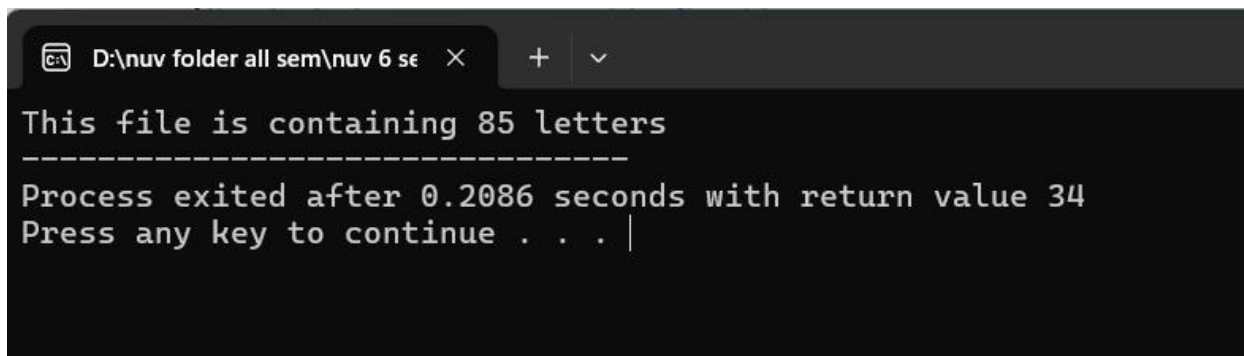 D:\nuv folder all sem\nuv 6 se
This file is containing 85 letters
--------------------------------
Process exited after 0.2086 seconds with return value 34
Press any key to continue . . .